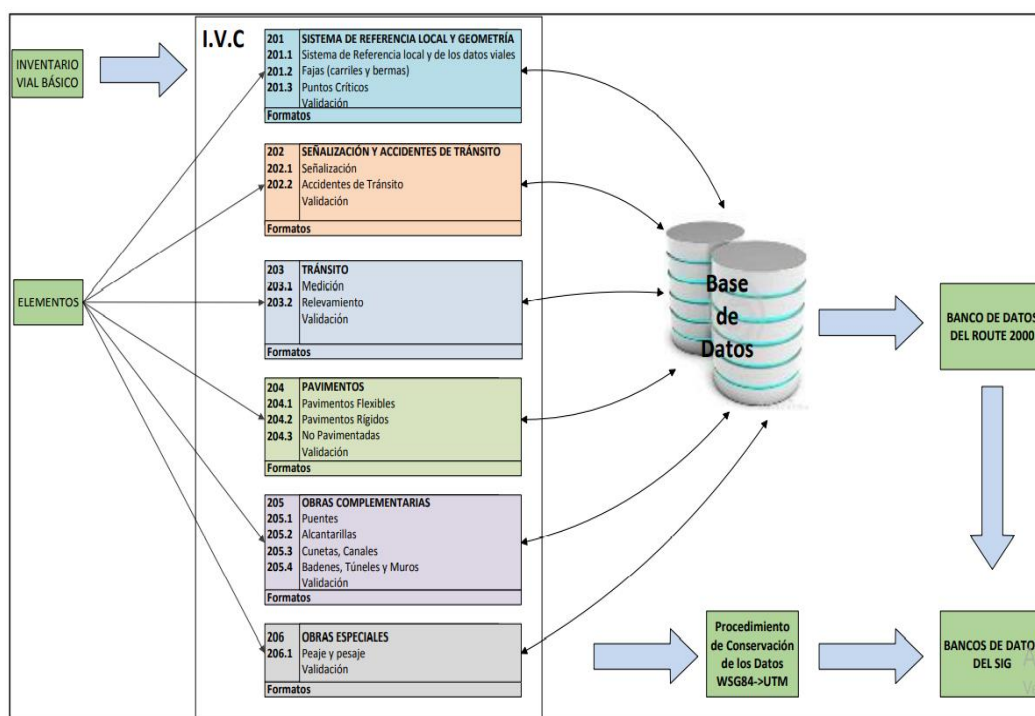 INVENTARIO
VIAL BÁSICO
I.V.C
201 SISTEMA DE REFERENCIA LOCAL Y GEOMETRÍA
201.1 Sistema de Referencia local y de los datos viales
201.2 Fajas (carriles y bermas)
201.3 Puntos Críticos
Validación
Formatos
202 SEÑALIZACIÓN Y ACCIDENTES DE TRÁNSITO
202.1 Señalización
202.2 Accidentes de Tránsito
Validación
Formatos
ELEMENTOS
203 TRÁNSITO
203.1 Medición
203.2 Relevamiento
Validación
Formatos
204 PAVIMENTOS
204.1 Pavimentos Flexibles
204.2 Pavimentos Rígidos
204.3 No Pavimentadas
Validación
Formatos
205 OBRAS COMPLEMENTARIAS
205.1 Puentes
205.2 Alcantarillas
205.3 Cunetas, Canales
205.4 Badenes, Túneles y Muros
Validación
Formatos
206 OBRAS ESPECIALES
206.1 Peaje y pesaje
Validación
Formatos
Base
de
Datos
BANCO DE DATOS
DEL ROUTE 2000
Procedimiento
de Conservación
de los Datos
WSG84->UTM
BANCOS DE DATO
DEL SIG